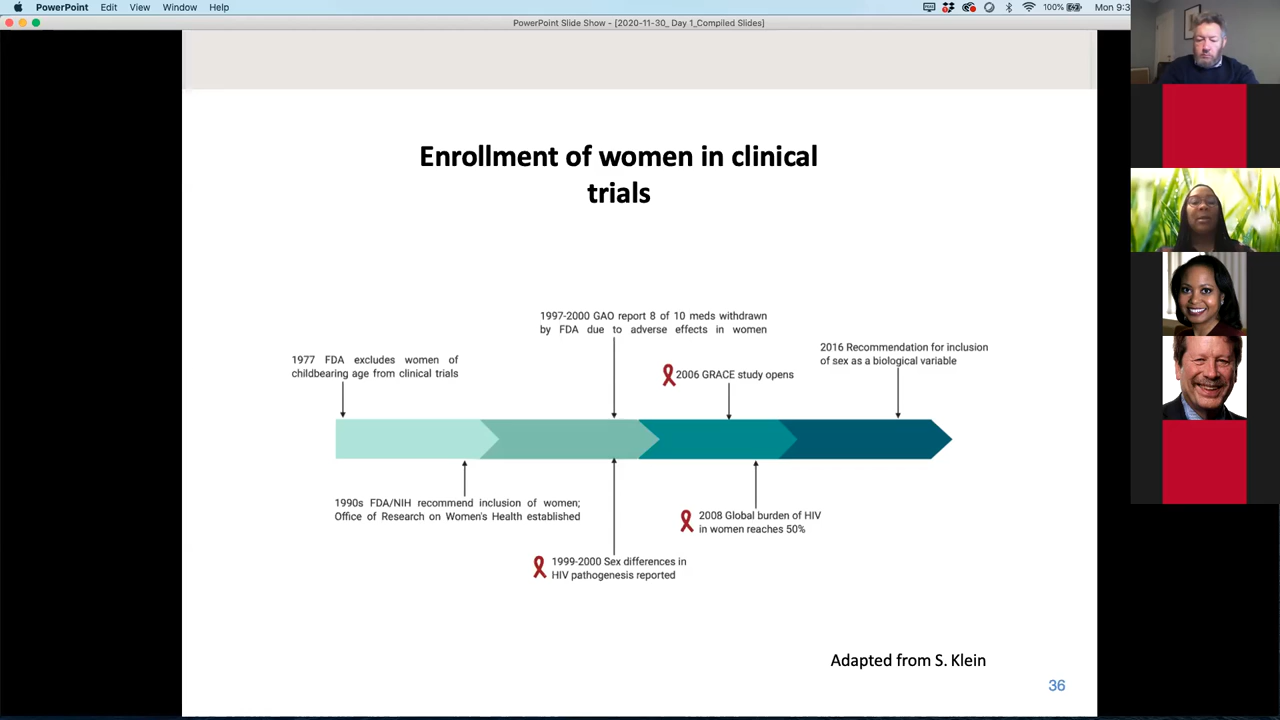 PowerPoint Edit View Window Help 100% Mon 9:3
PowerPoint Slide Show - [2020-11-30_ Day 1_Compiled Slides]
Enrollment of women in clinical
trials
1997-2000 GAO report 8 of 10 meds withdrawn
by FDA due to adverse effects in women
1977 FDA excludes women of
childbearing age from clinical trials
2006 GRACE study opens
2016 Recommendation for inclusion
of sex as a biological variable
1990s FDA/NIH recommend inclusion of women;
Office of Research on Women's Health established
1999-2000 Sex differences in
HIV pathogenesis reported
2008 Global burden of HIV
in women reaches 50%
Adapted from S. Klein
36